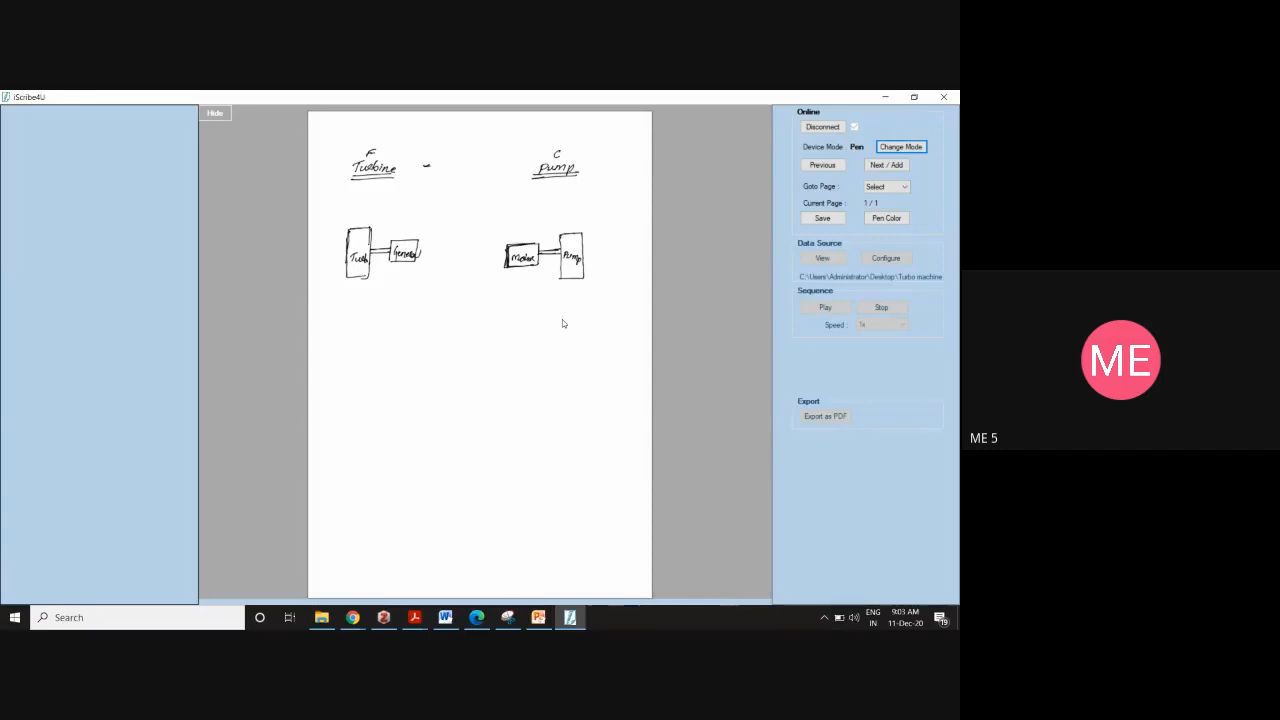 iScribe4U
Hide
F
Turbine -
C
Pump
Turb
Motor
Pump
Online
Disconnect
Device Mode : Pen
Change Mode
Previous
Next / Add
Goto Page :
Select
Current Page :
1 / 1
Save
Pen Color
Data Source
View
Configure
C:\Users\Administrator\Desktop\Turbo machine
Sequence
Play
Stop
Speed :
1x
Export
Export as PDF
ME
ME 5
Search
ENG
IN
9:03 AM
11-Dec-20
19